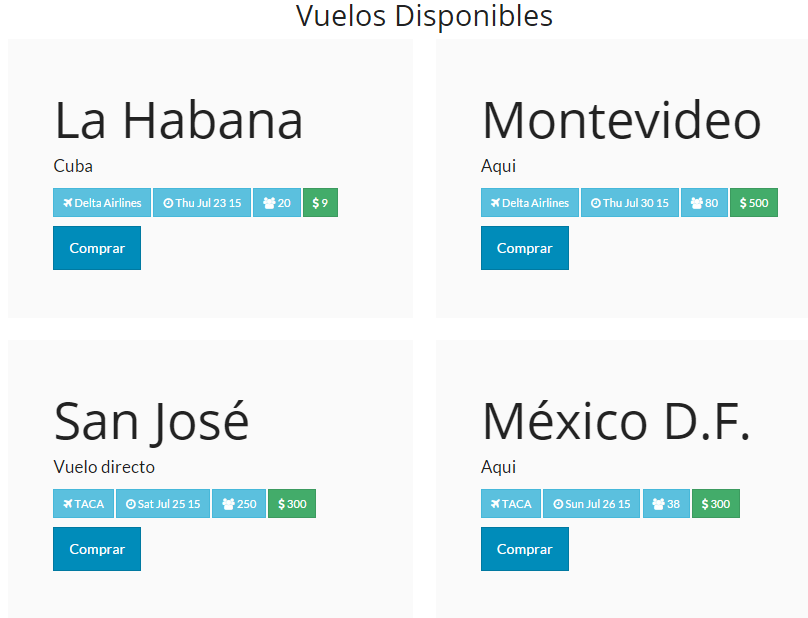 Vuelos Disponibles
La Habana
Cuba
Delta Airlines Thu Jul 23 15 20 $ 9
Comprar
Montevideo
Aqui
Delta Airlines Thu Jul 30 15 80 $ 500
Comprar
San José
Vuelo directo
TACA Sat Jul 25 15 250 $ 300
Comprar
México D.F.
Aqui
TACA Sun Jul 26 15 38 $ 300
Comprar